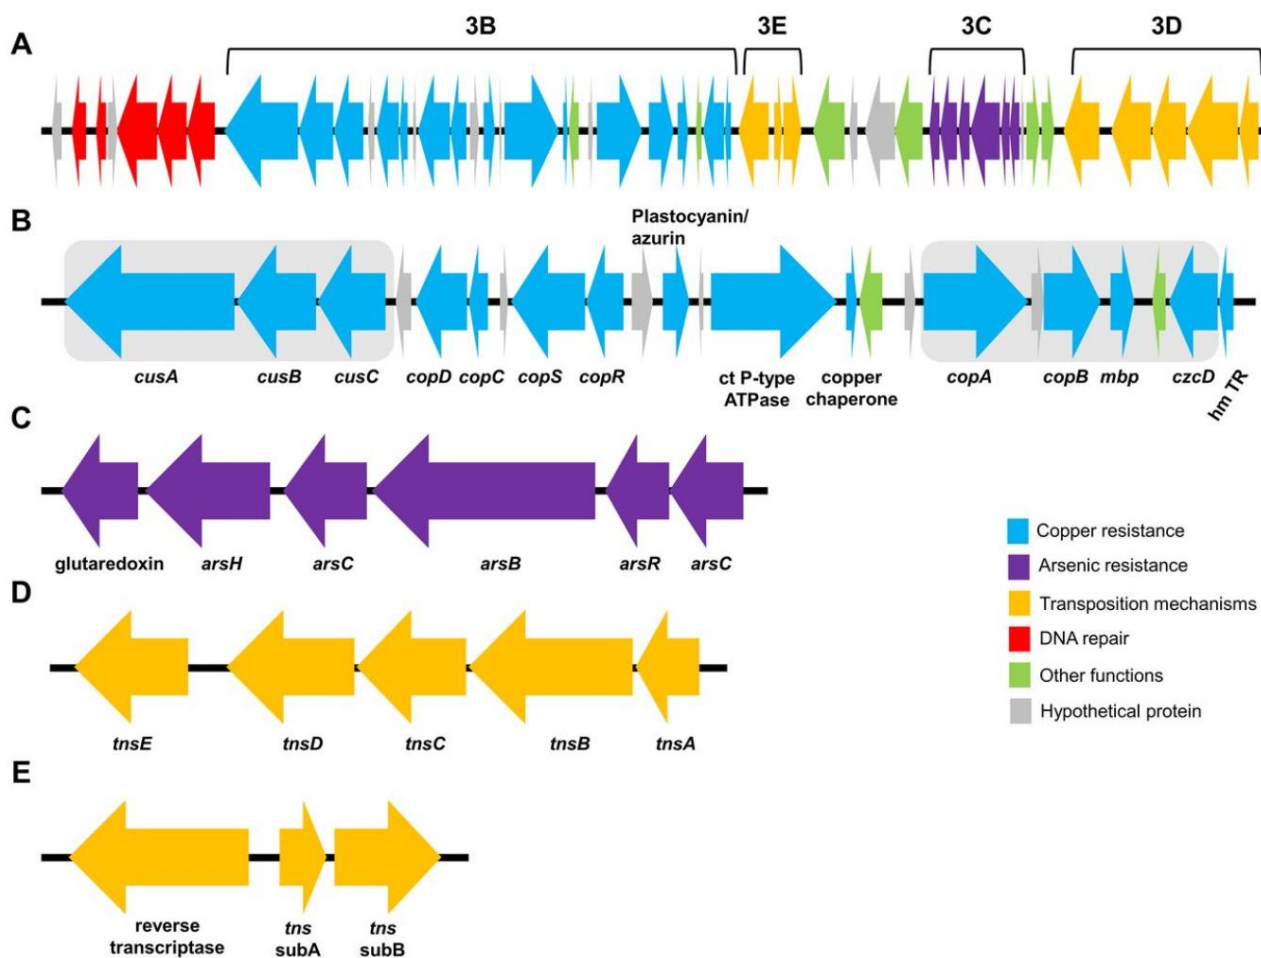 A
3B
3E
3C
3D
B
Plastocyanin/
azurin
cusA
cusB
cusC
copD
copC
copS
copR
ct P-type
ATPase
copper
chaperone
copA
copB
mbp
czcD
hm TR
C
glutaredoxin
arsH
arsC
arsB
arsR
arsC
Copper resistance
Arsenic resistance
Transposition mechanisms
DNA repair
Other functions
Hypothetical protein
D
tnsE
tnsD
tnsC
tnsB
tnsA
E
reverse
transcriptase
tns
subA
tns
subB